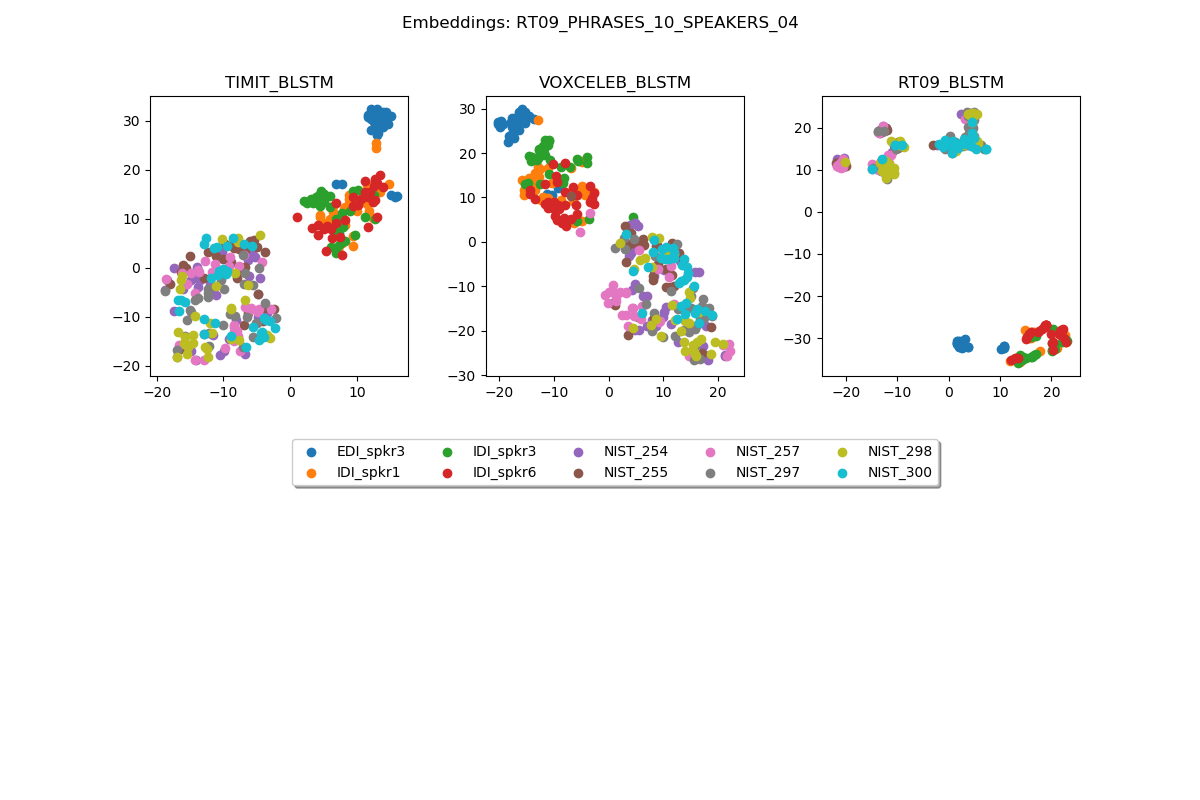 Embeddings: RT09_PHRASES_10_SPEAKERS_04
TIMIT_BLSTM
30
20
10
0
−10
−20
−20 −10 0 10
VOXCELEB_BLSTM
30
20
10
0
−10
−20
−30
−20 −10 0 10 20
RT09_BLSTM
20
10
0
−10
−20
−30
−20 −10 0 10 20
EDI_spkr3 IDI_spkr3 NIST_254 NIST_257 NIST_298
IDI_spkr1 IDI_spkr6 NIST_255 NIST_297 NIST_300